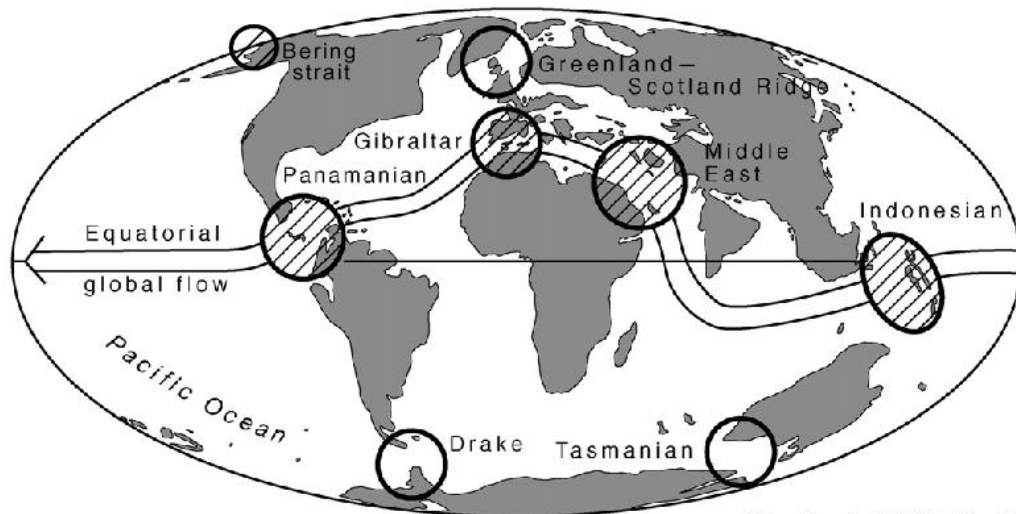 Bering
strait
Greenland—
Scotland Ridge
Gibraltar
Panamanian
Middle
East
Indonesian
Equatorial
global flow
Pacific Ocean
Drake
Tasmanian